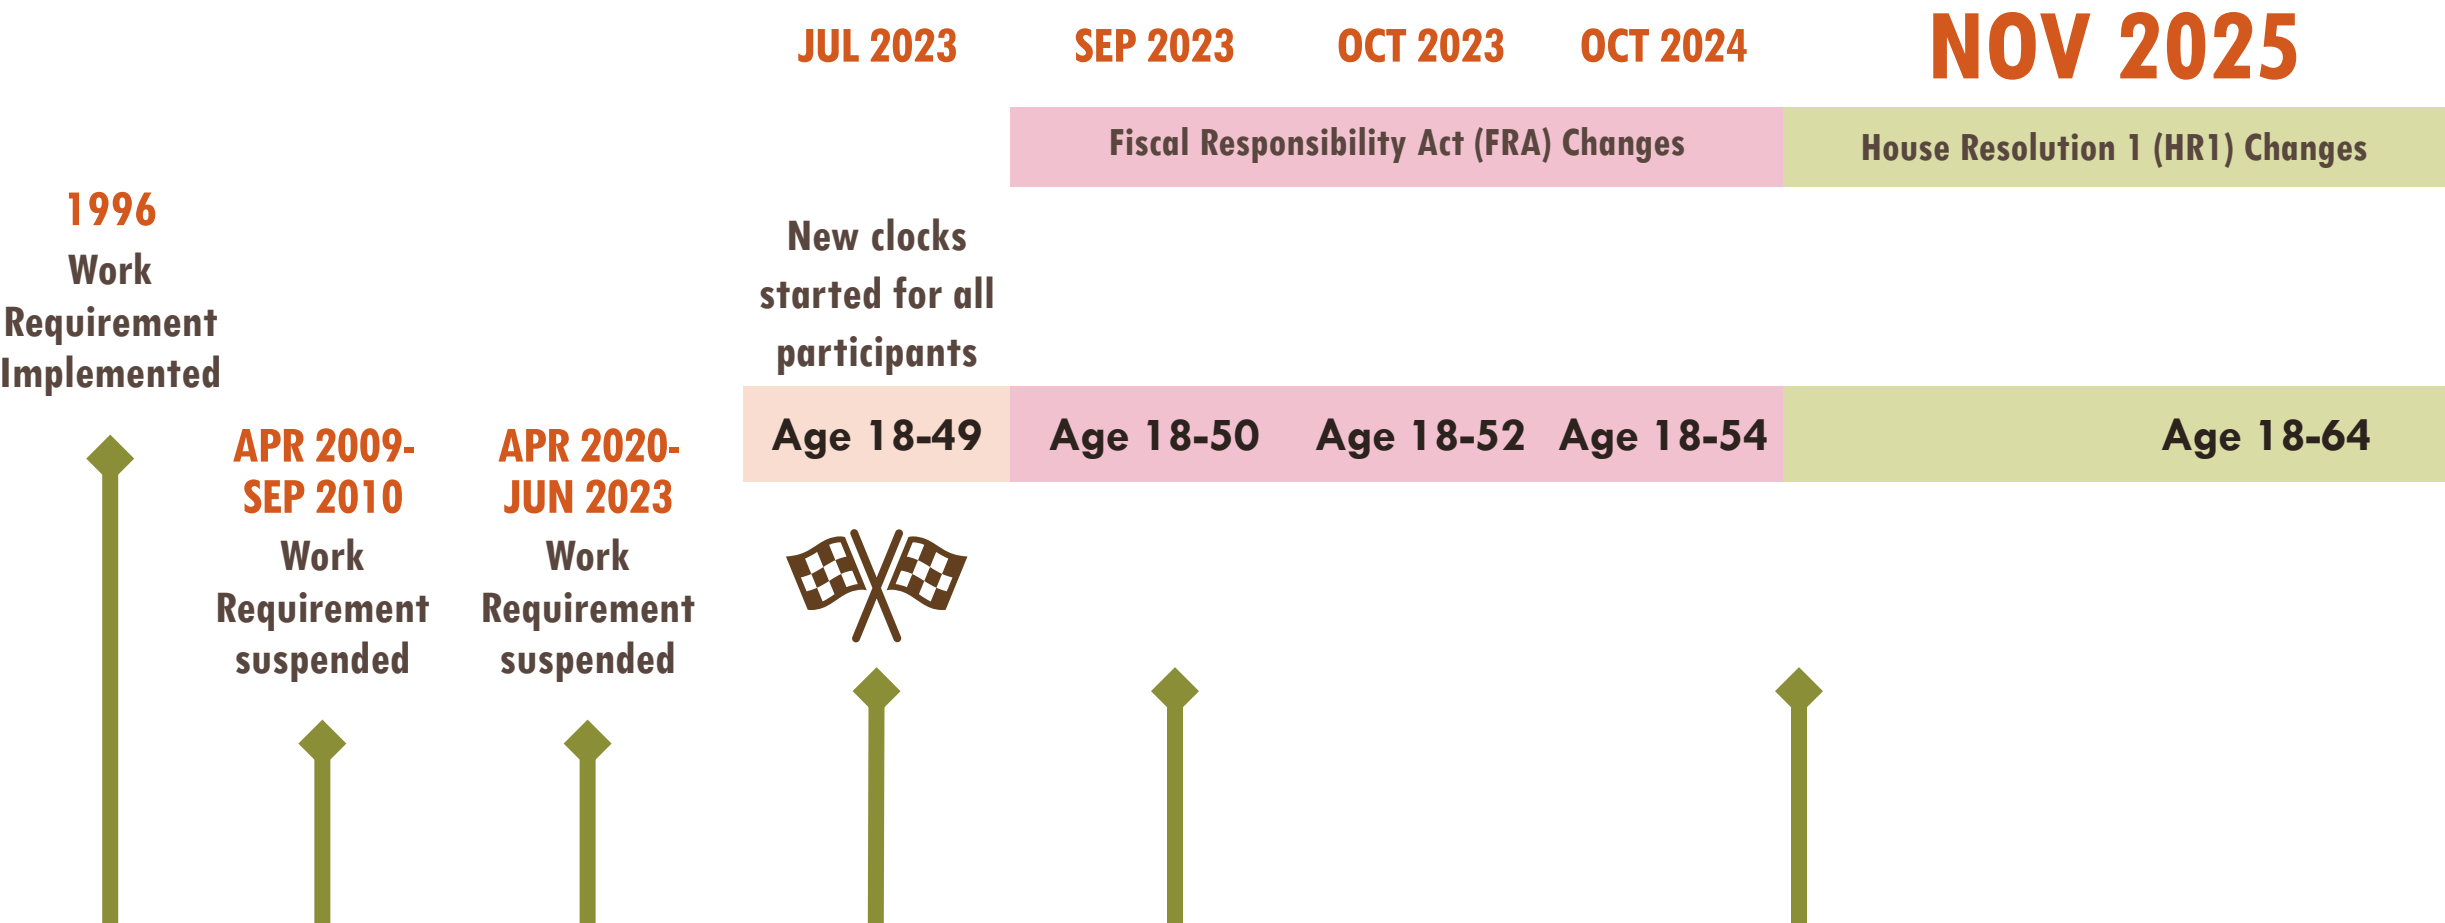 1996
Work
Requirement
Implemented
APR 2009-
SEP 2010
Work
Requirement
suspended
APR 2020-
JUN 2023
Work
Requirement
suspended
JUL 2023
New clocks
started for all
participants
Age 18-49
SEP 2023
OCT 2023
OCT 2024
Fiscal Responsibility Act (FRA) Changes
Age 18-50
Age 18-52
Age 18-54
NOV 2025
House Resolution 1 (HR1) Changes
Age 18-64